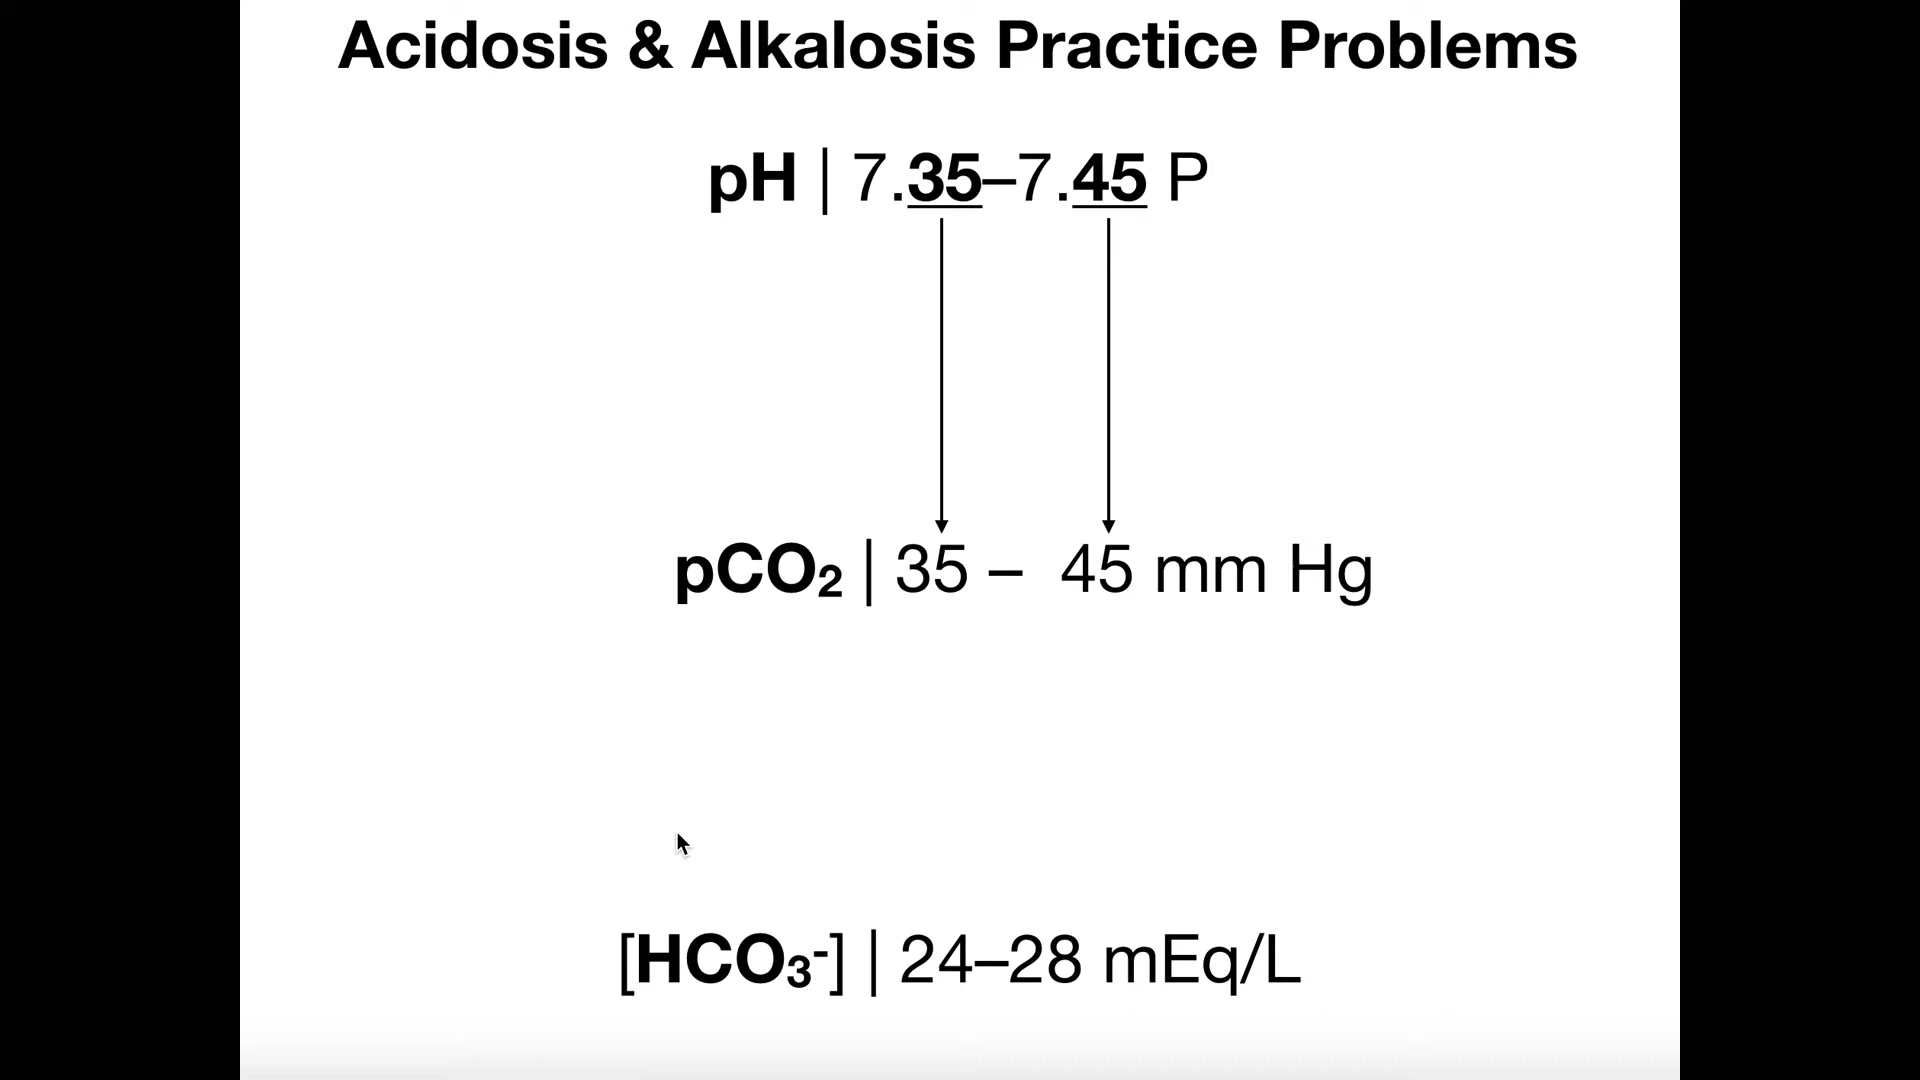 Acidosis & Alkalosis Practice Problems
pH | 7.35–7.45 P
pCO₂ | 35 – 45 mm Hg
[HCO₃⁻] | 24–28 mEq/L